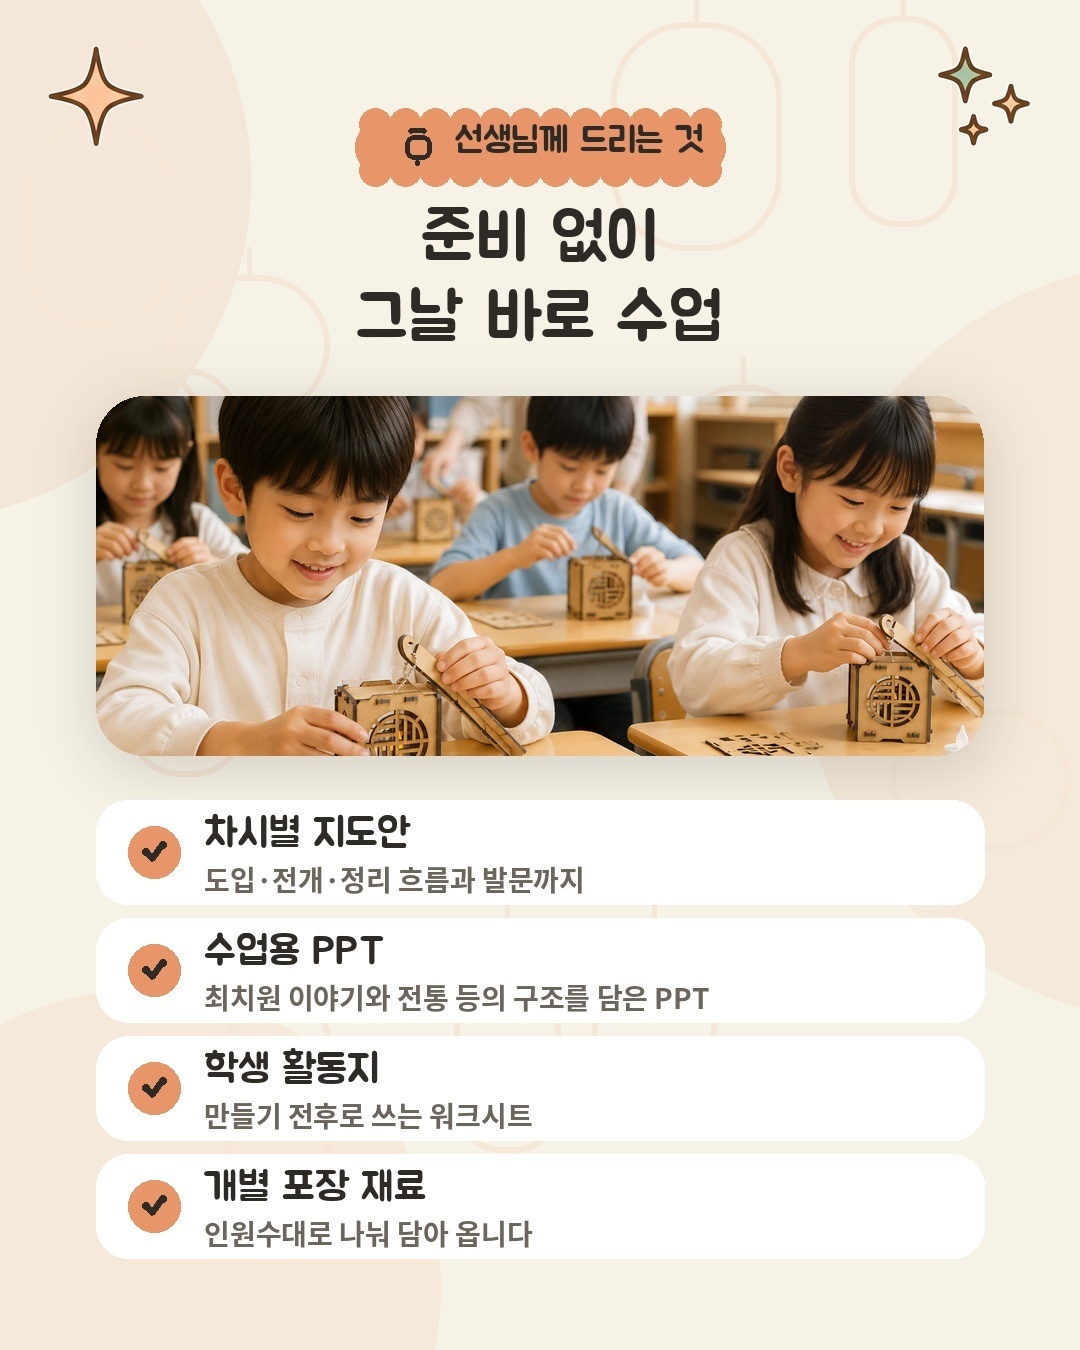 선생님께 드리는 것
준비 없이
그날 바로 수업
차시별 지도안
도입·전개·정리 흐름과 발문까지
수업용 PPT
최치원 이야기와 전통 등의 구조를 담은 PPT
학생 활동지
만들기 전후로 쓰는 워크시트
개별 포장 재료
인원수대로 나눠 담아 옵니다